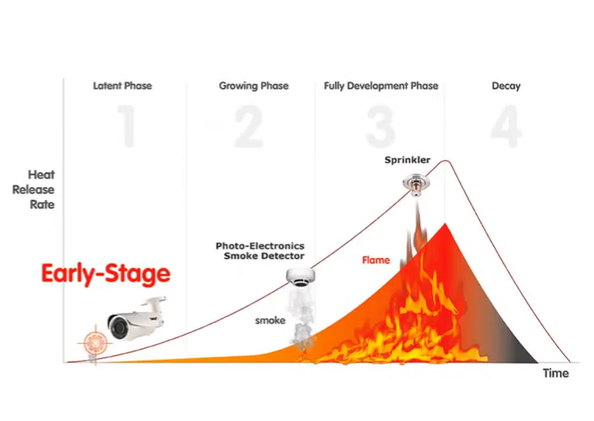 Latent Phase
Growing Phase
Fully Development Phase
Decay
1
2
3
4
Sprinkler
Heat
Release
Rate
Photo-Electronics
Smoke Detector
Early-Stage
Flame
smoke
Time